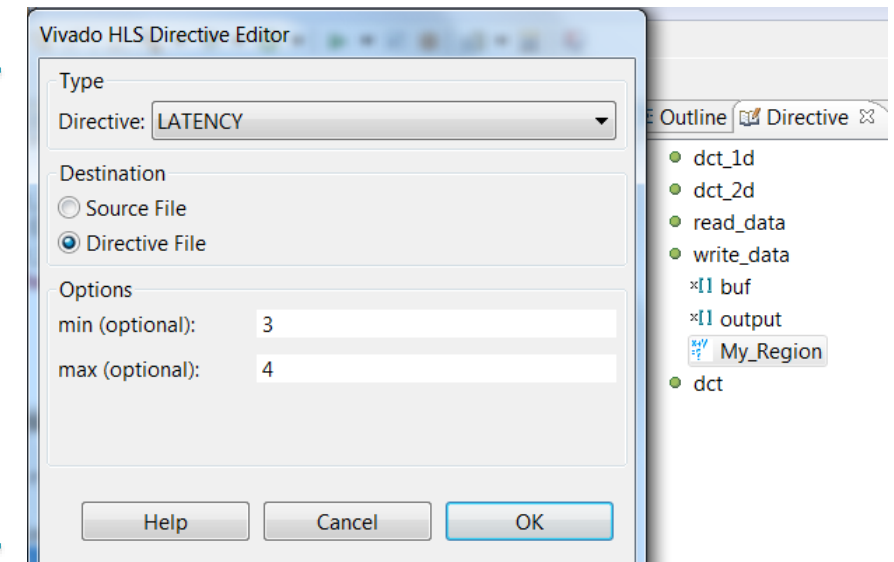 Vivado HLS Directive Editor
Type
Directive: LATENCY
Destination
Source File
Directive File
Options
min (optional): 3
max (optional): 4
Help Cancel OK
Outline Directive
dct_1d
dct_2d
read_data
write_data
×[] buf
×[] output
My_Region
dct